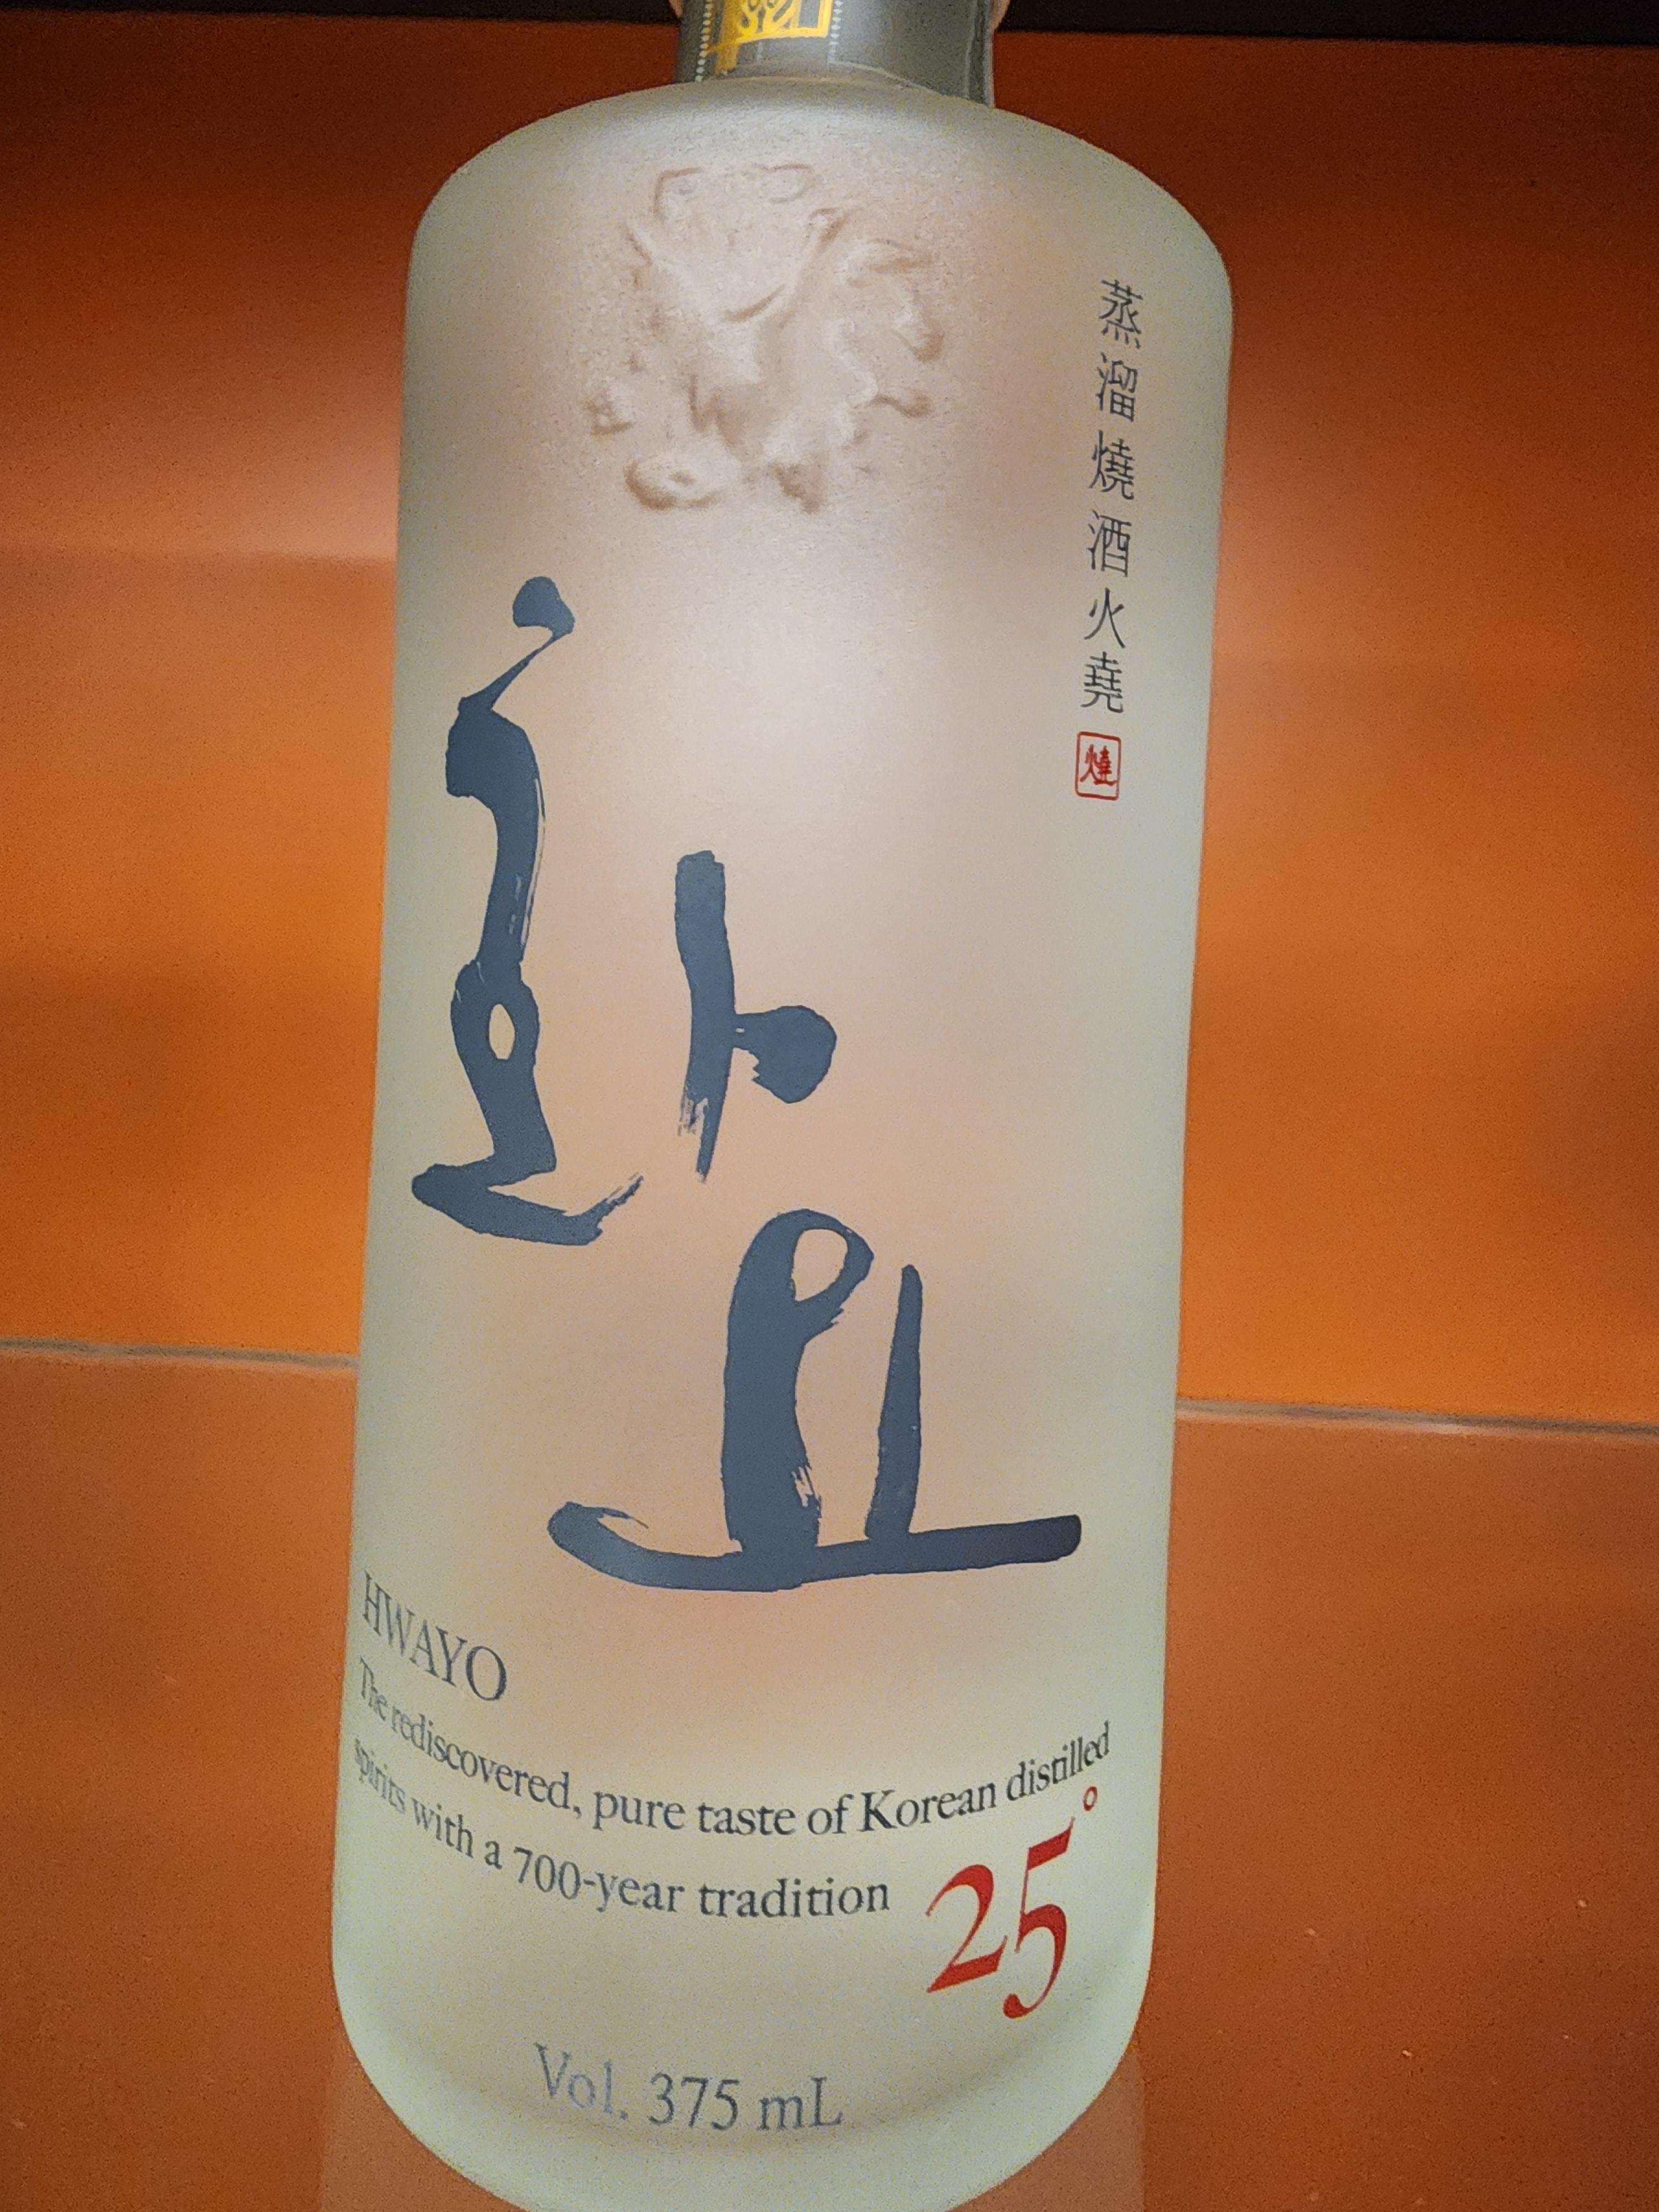 蒸溜燒酒火堯
燒
화요
HWAYO
The rediscovered, pure taste of Korean distilled
spirits with a 700-year tradition
25°
Vol. 375 mL